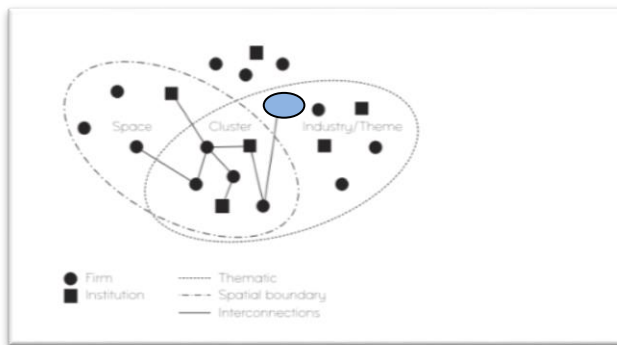 Space
Cluster
Industry/Theme
Firm
Institution
Thematic
Spatial boundary
Interconnections